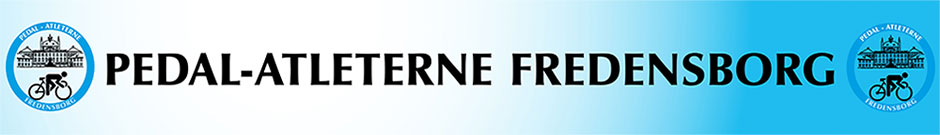 PEDAL - ATLETERNE
FREDENSBORG
PEDAL-ATLETERNE FREDENSBORG
PEDAL - ATLETERNE
FREDENSBORG